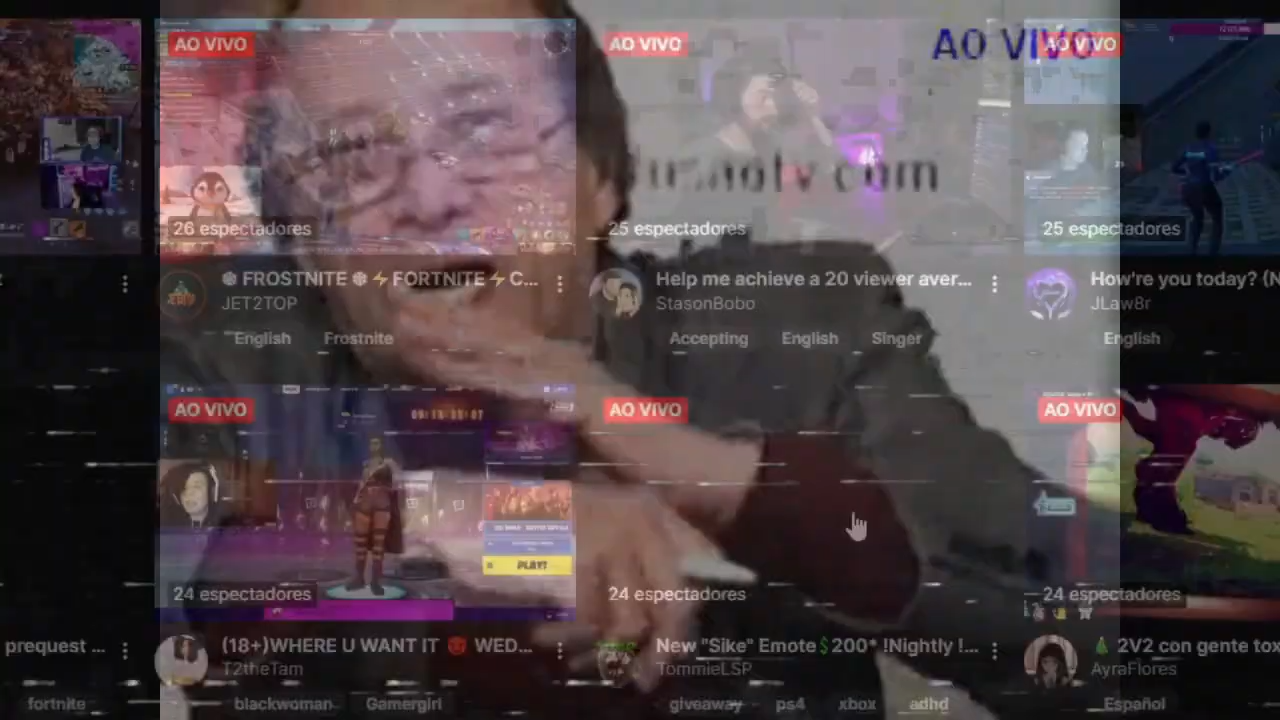 AO VIVO
AO VIVO
AO VIVO
AO VIVO
26 espectadores
25 espectadores
25 espectadores
❄ FROSTNITE ❄⚡FORTNITE⚡C...
Help me achieve a 20 viewer aver...
How're you today? (N
JET2TOP
StasonBobo
JLaw8r
English
Frostnite
Accepting
English
Singer
English
AO VIVO
AO VIVO
AO VIVO
PLAY!
24 espectadores
24 espectadores
24 espectadores
prequest ...
(18+)WHERE U WANT IT 👹 WED...
New "Sike" Emote💲200* !Nightly !...
🌲 2V2 con gente tox
T2theTam
TommieLSP
AyraFlores
fortnite
blackwoman
Gamergirl
giveaway
ps4
xbox
adhd
Español